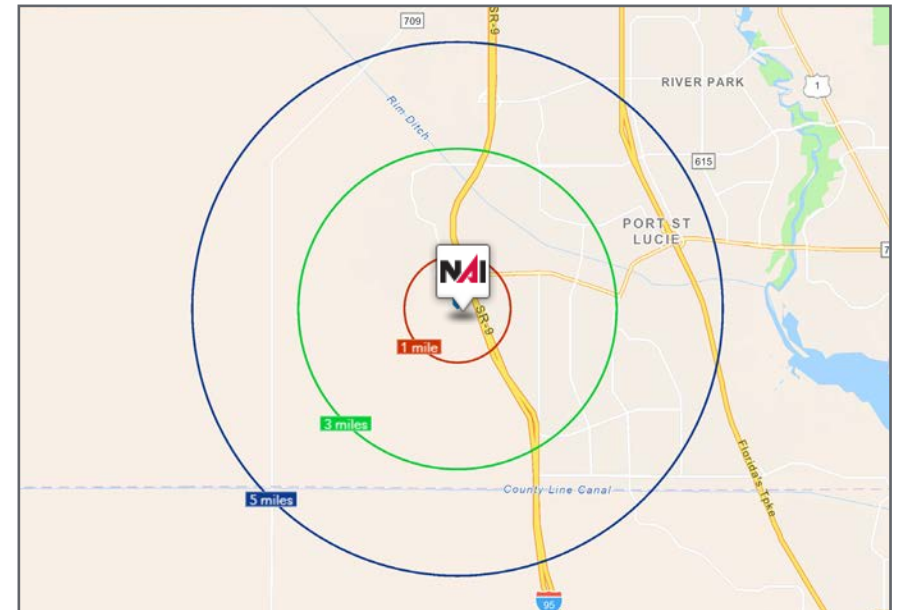 709
SR-9
RIVER PARK
1
Rim Ditch
615
PORT ST
LUCIE
7
NAI
SR-9
1 mile
3 miles
Florida's Tpke
County Line Canal
5 miles
95